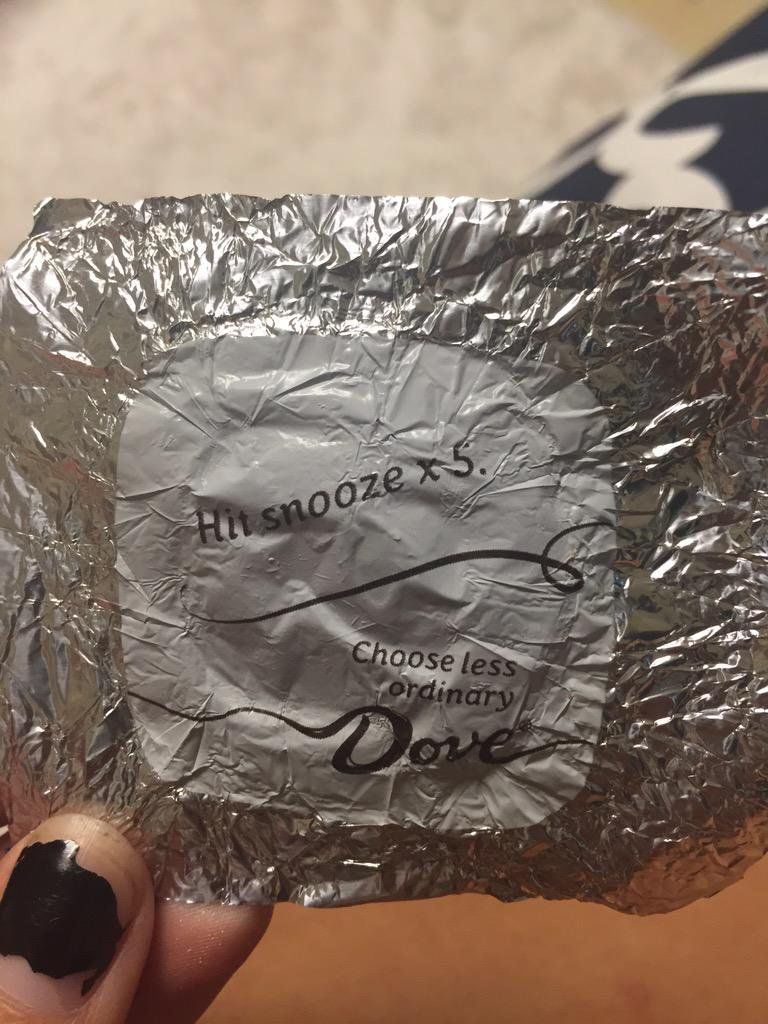 Hit snooze x 5.
Choose less
ordinary
Dove